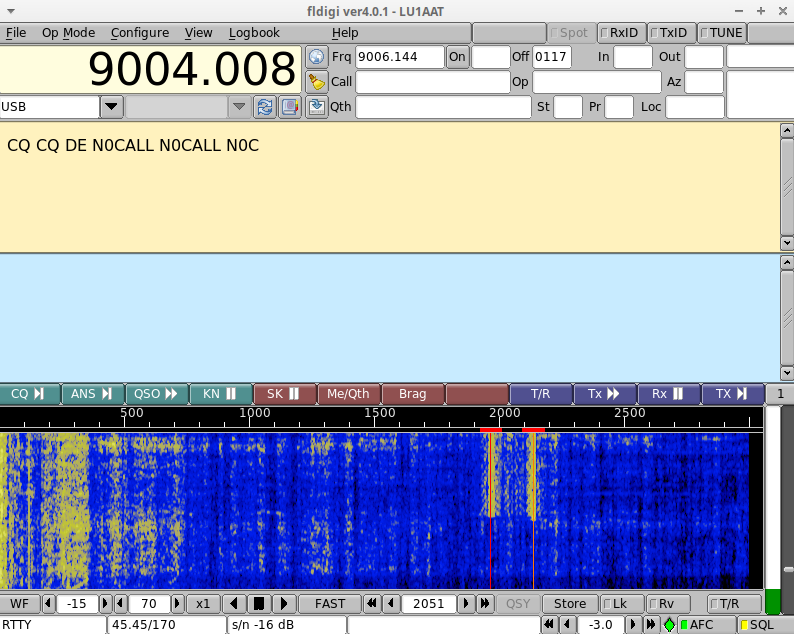 fldigi ver4.0.1 - LU1AAT
File Op Mode Configure View Logbook Help Spot RxID TxID TUNE
9004.008 Frq 9006.144 On Off 0117 In Out
Call Op Az
USB Qth St Pr Loc
CQ CQ DE N0CALL N0CALL N0C
CQ ANS QSO KN SK Me/Qth Brag T/R Tx Rx TX 1
500 1000 1500 2000 2500
WF -15 70 x1 FAST 2051 QSY Store Lk Rv T/R
RTTY 45.45/170 s/n -16 dB -3.0 AFC SQL